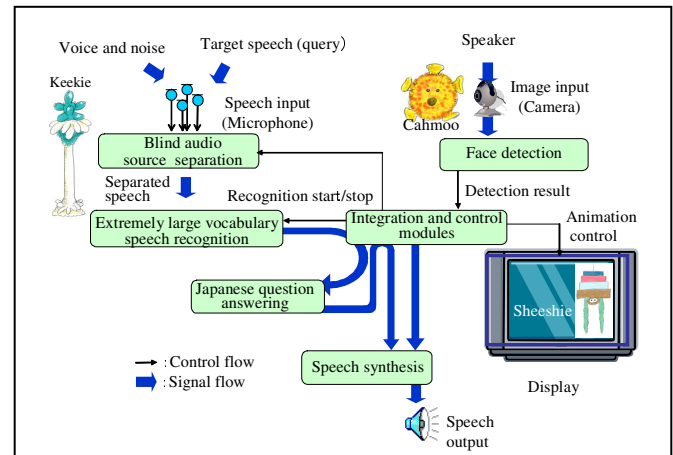 Voice and noise
Target speech (query)
Speaker
Keekie
Speech input
(Microphone)
Cahmoo
Image input
(Camera)
Blind audio
source separation
Face detection
Separated
speech
Recognition start/stop
Detection result
Extremely large vocabulary
speech recognition
Integration and control
modules
Animation
control
Japanese question
answering
Sheeshie
Speech synthesis
: Control flow
: Signal flow
Display
Speech
output